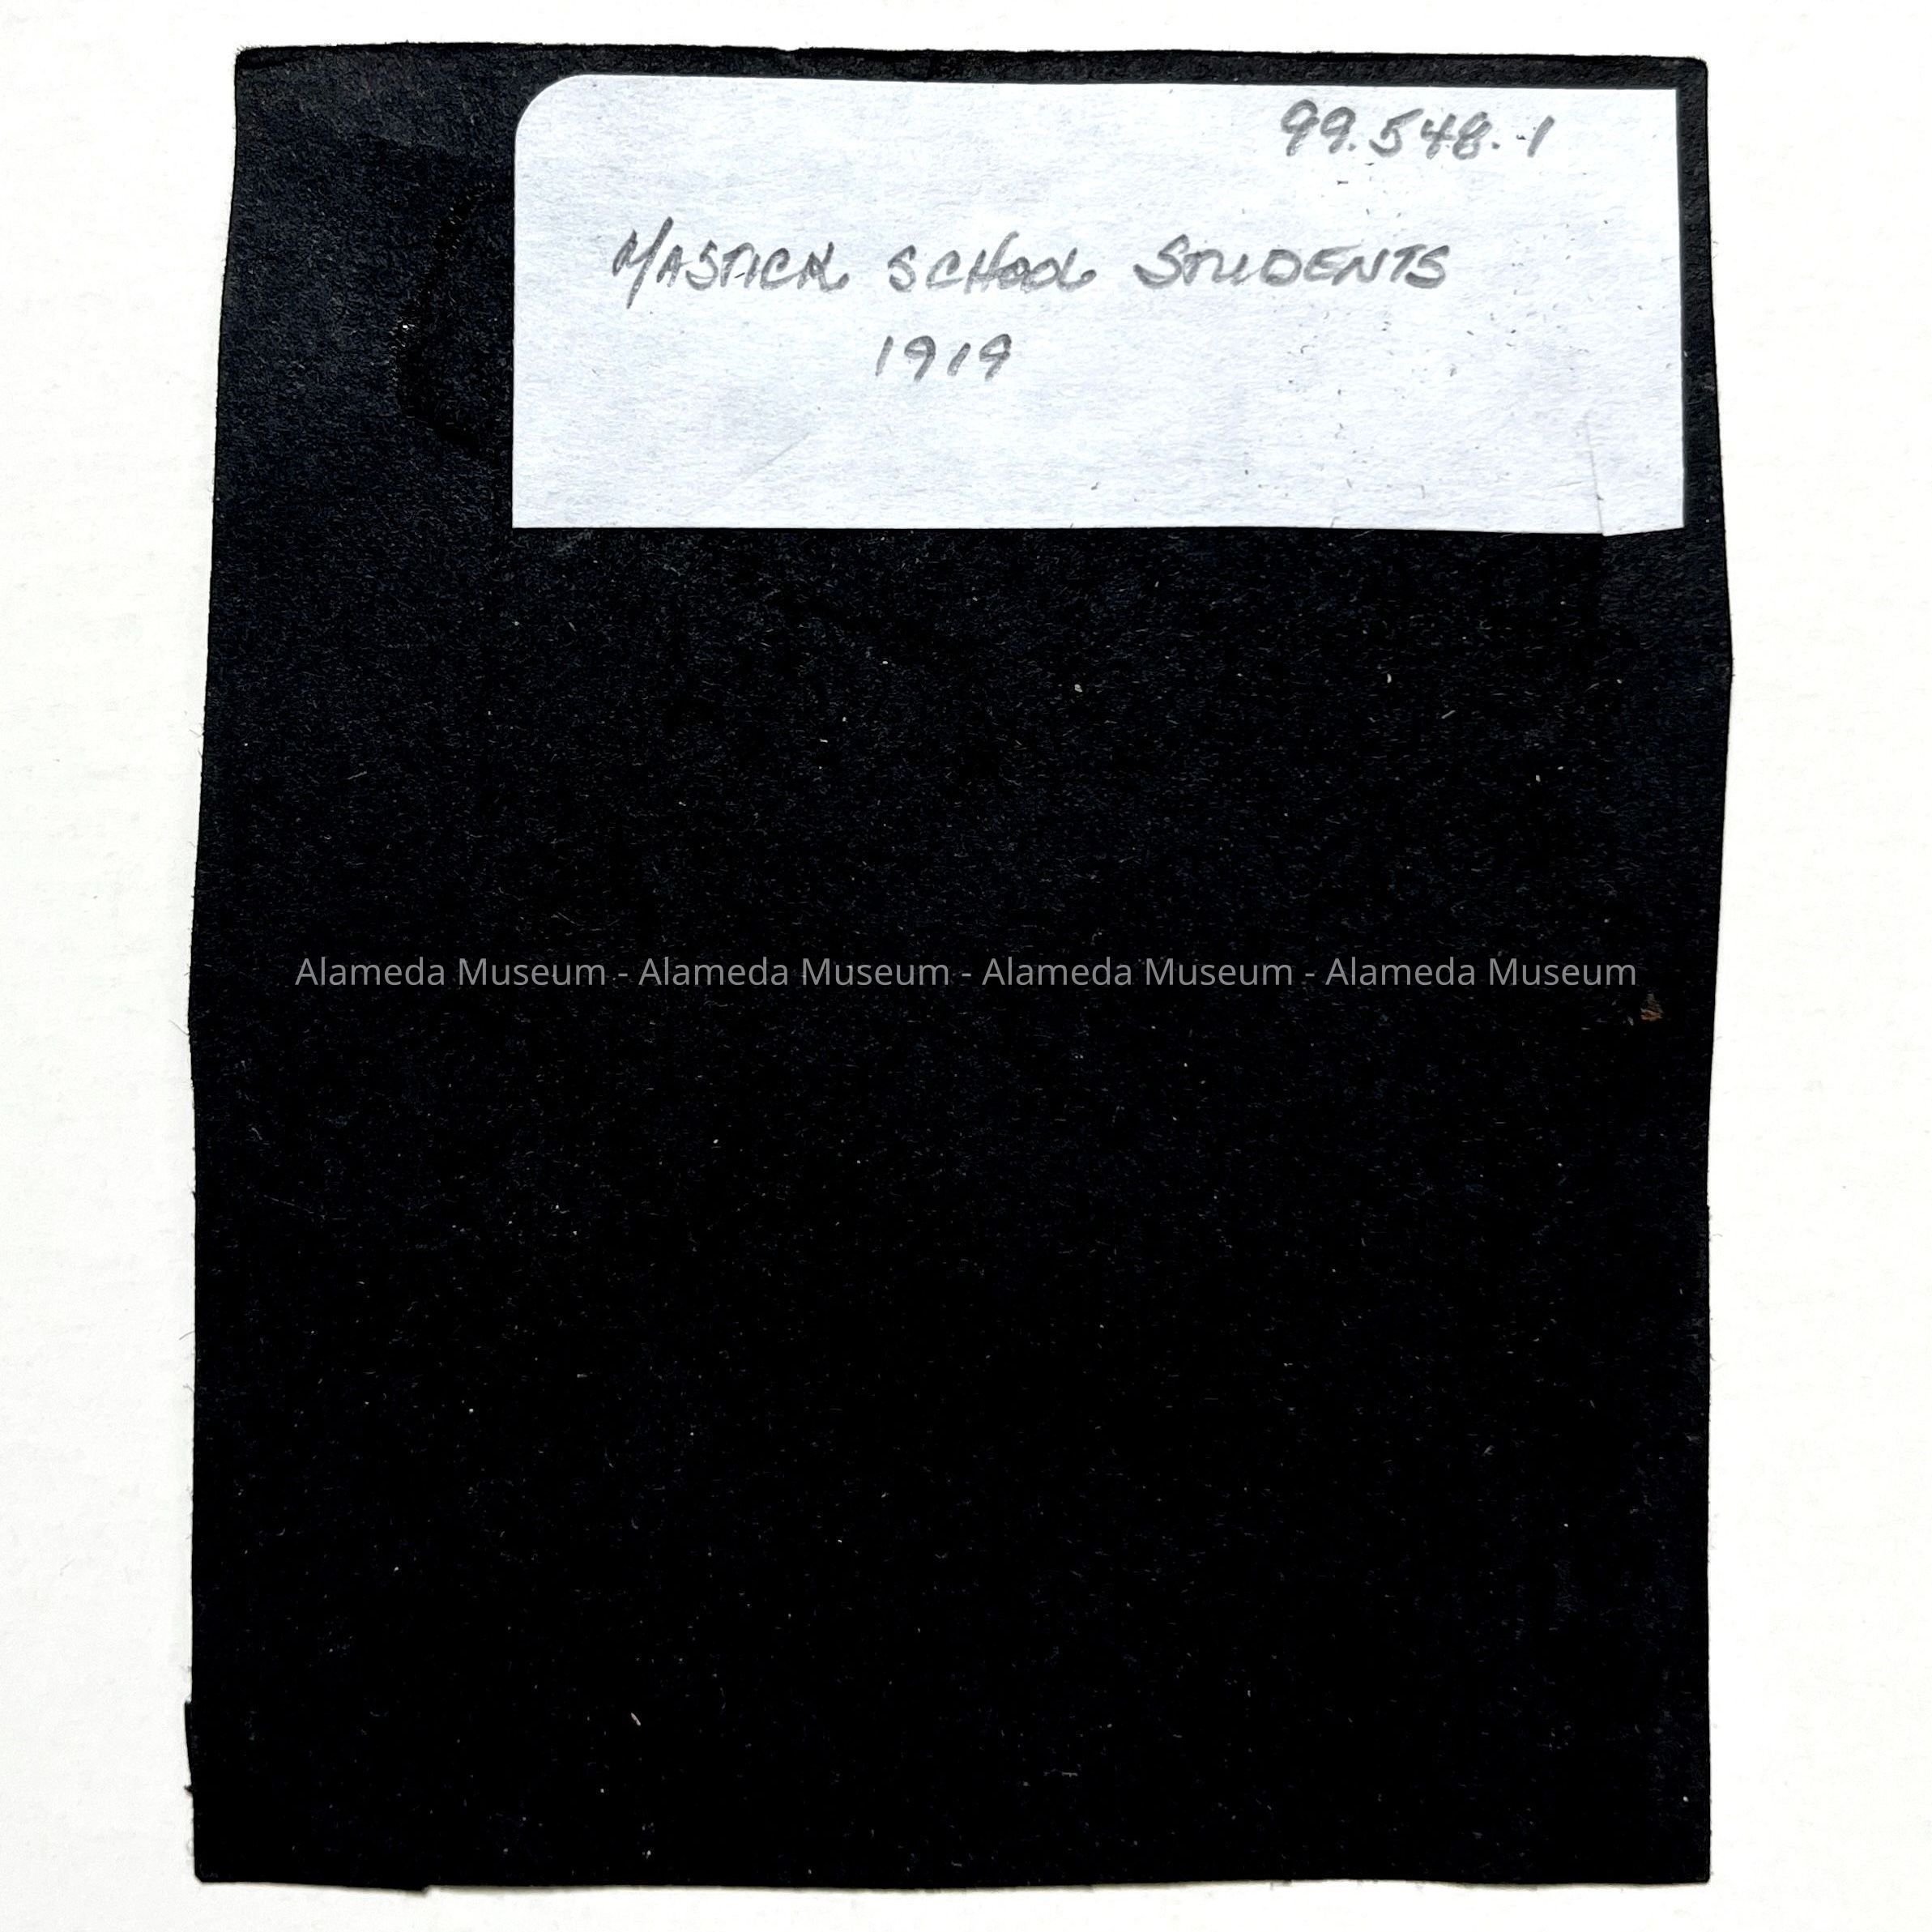 99.548.1
MASTICK SCHOOL STUDENTS
1919
Alameda Museum - Alameda Museum - Alameda Museum - Alameda Museum